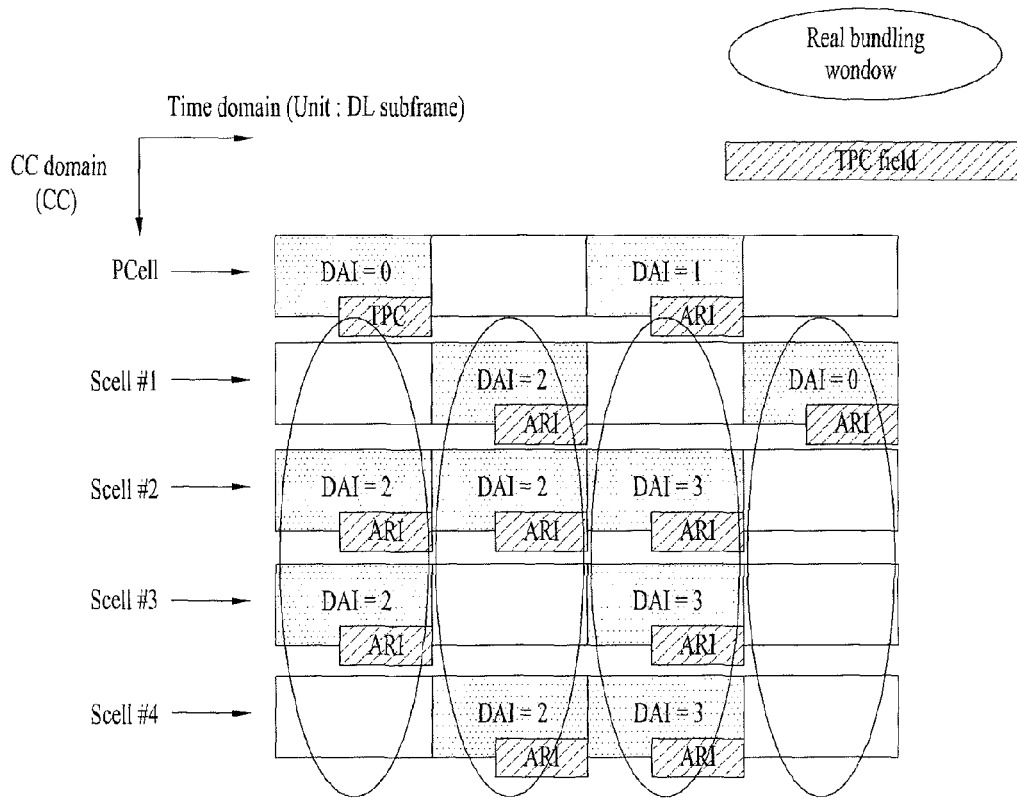 Real bundling
wondow
Time domain (Unit : DL subframe)
TPC field
CC domain
(CC)
PCell
DAI = 0
DAI = 1
TPC
ARI
Scell #1
DAI = 2
DAI = 0
ARI
ARI
Scell #2
DAI = 2
DAI = 2
DAI = 3
ARI
ARI
ARI
Scell #3
DAI = 2
DAI = 3
ARI
ARI
Scell #4
DAI = 2
DAI = 3
ARI
ARI